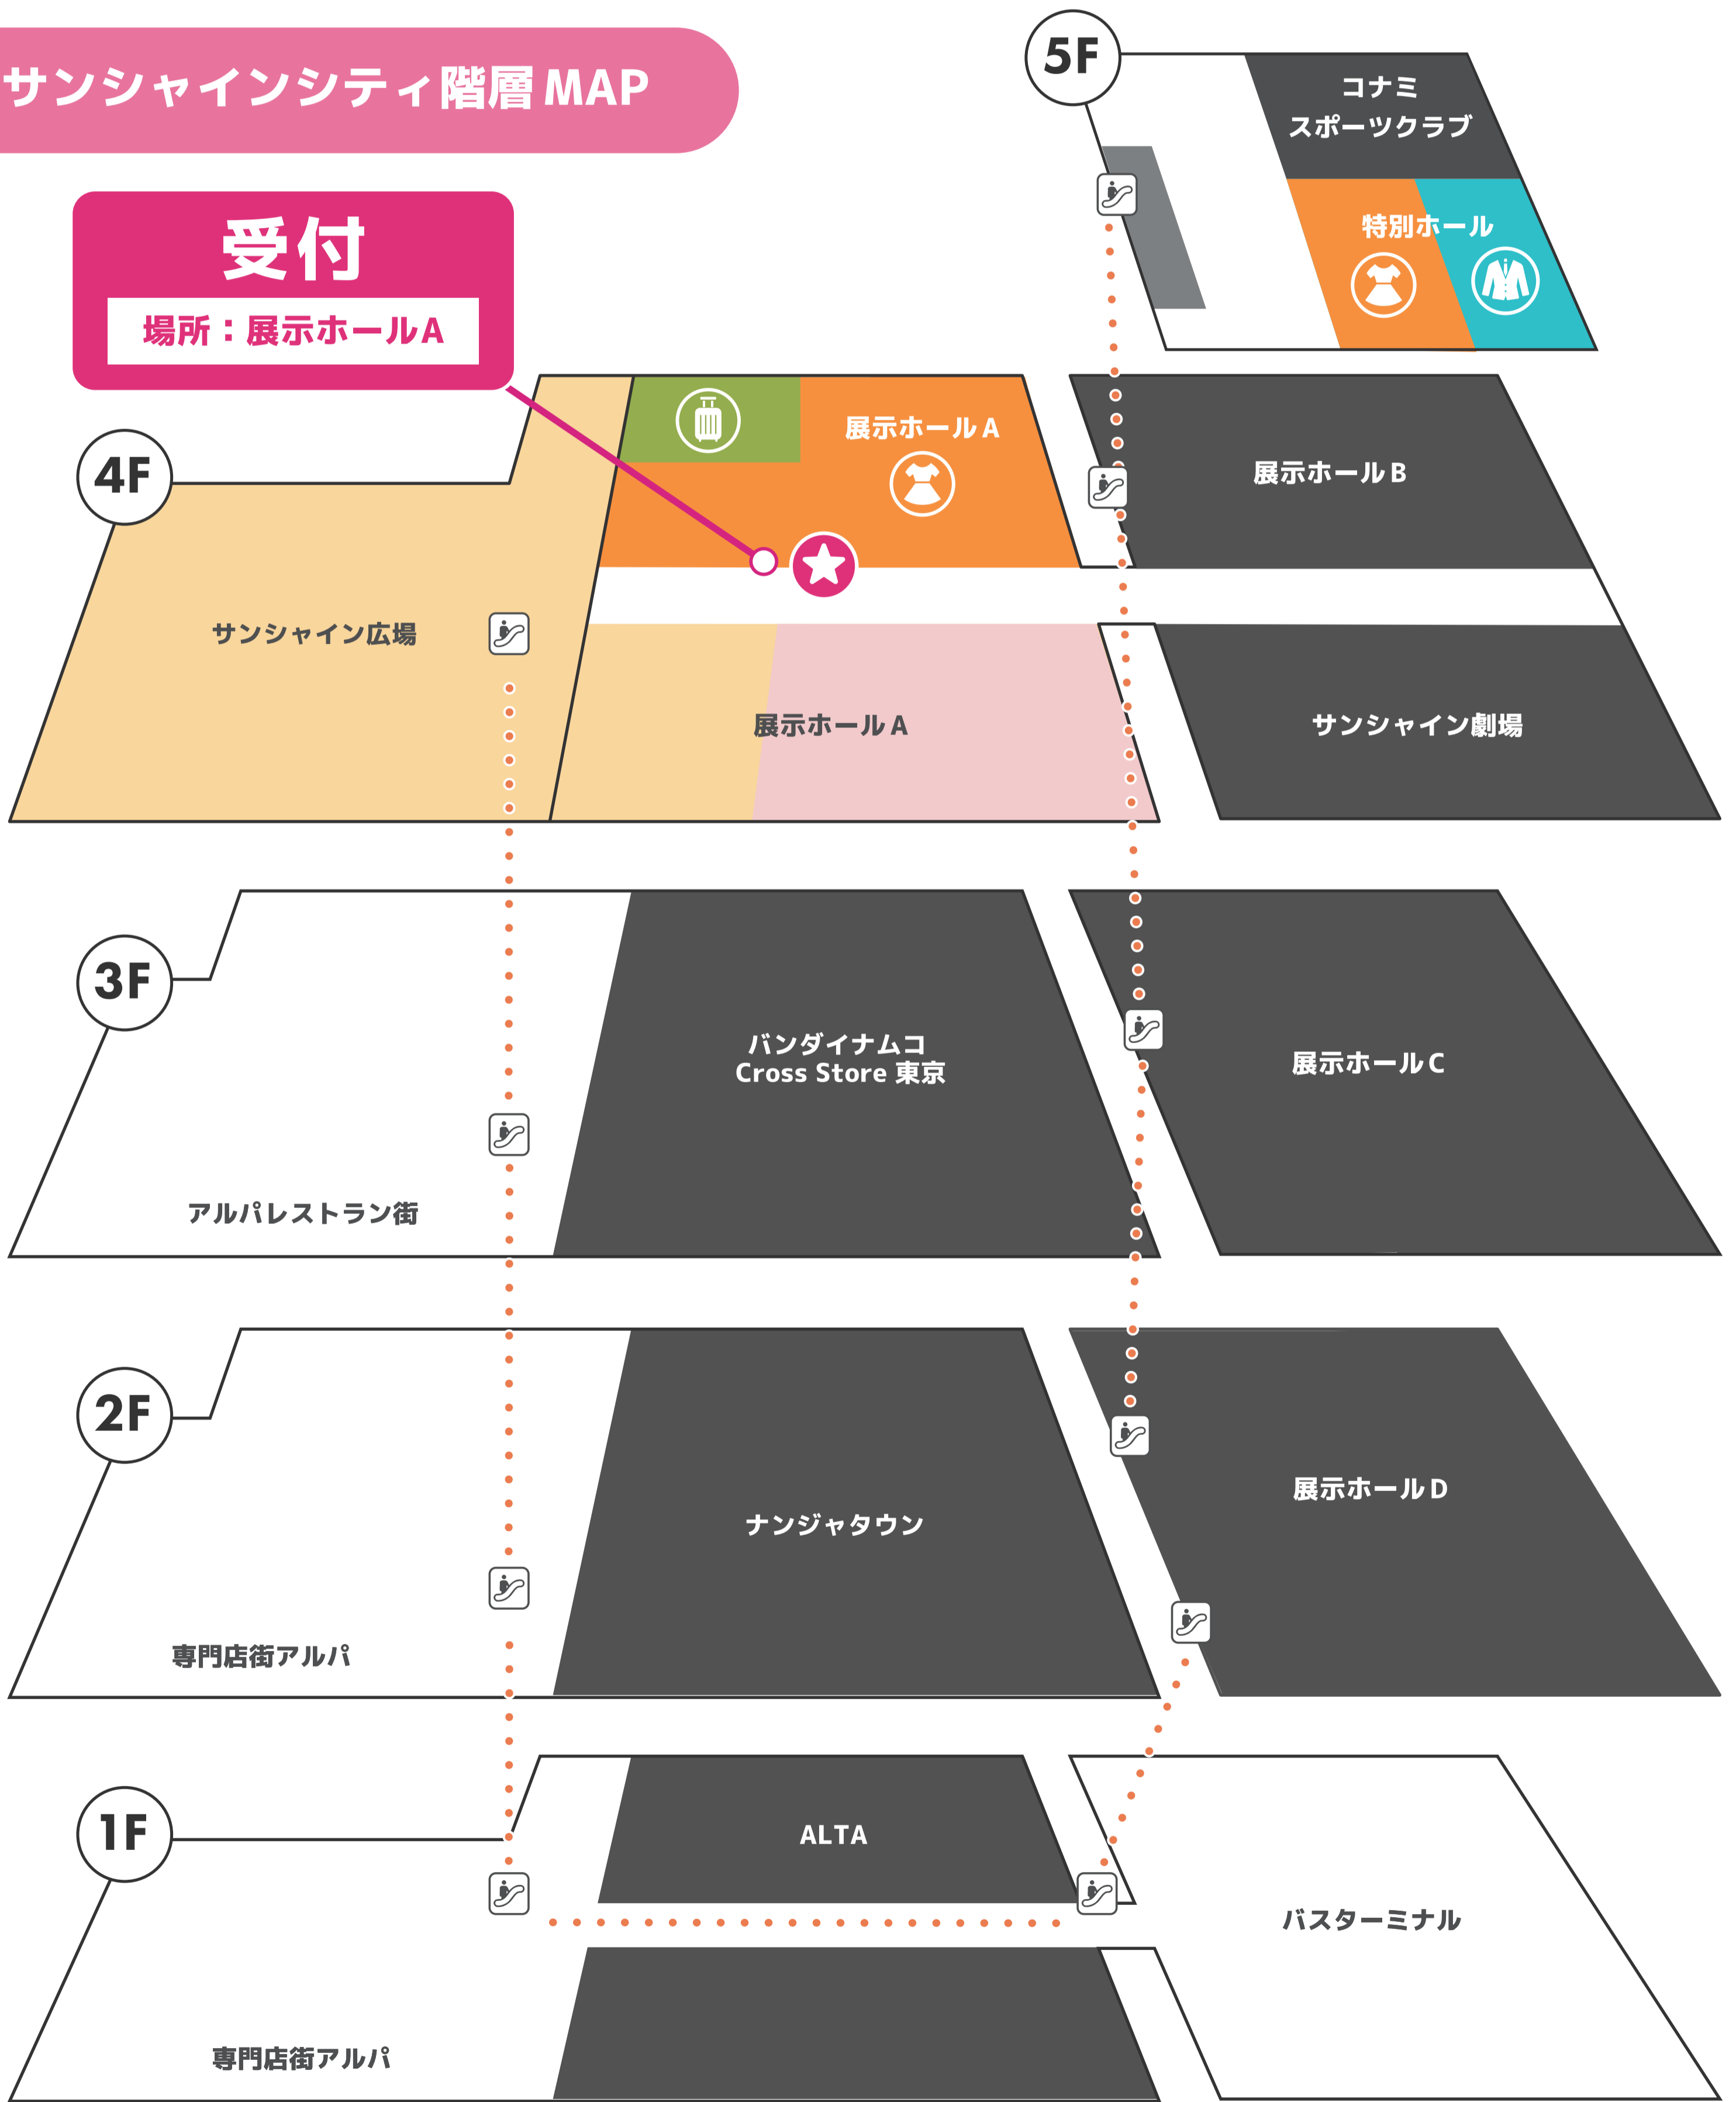 サンシャインシティ階層MAP
受付
場所：展示ホールA
5F
コナミ
スポーツクラブ
特別ホール
4F
展示ホールA
展示ホールB
サンシャイン広場
展示ホールA
サンシャイン劇場
3F
バンダイナムコ
Cross Store 東京
展示ホールC
アルパレストラン街
2F
展示ホールD
ナンジャタウン
専門店街アルパ
1F
ALTA
バスターミナル
専門店街アルパ